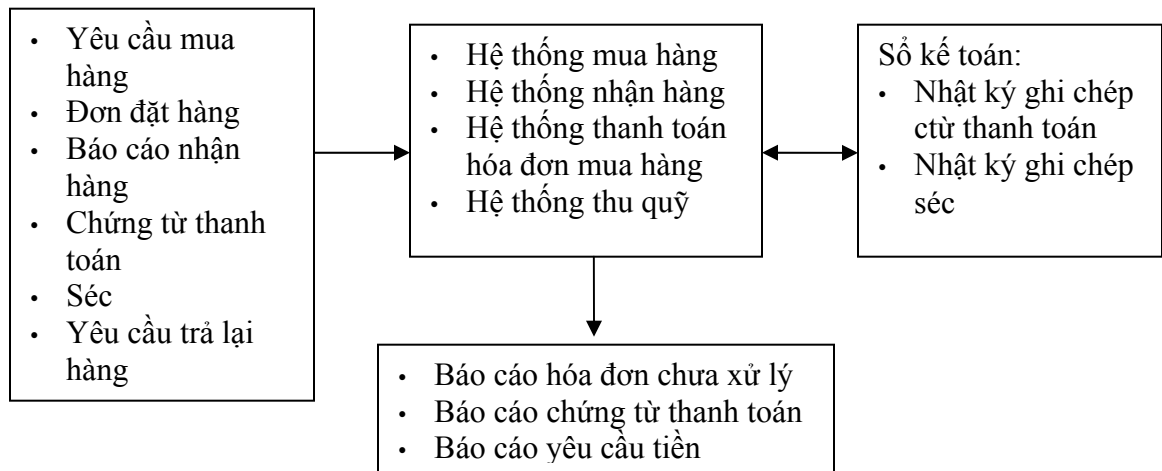 • Yêu cầu mua
hàng
• Đơn đặt hàng
• Báo cáo nhận
hàng
• Chứng từ thanh
toán
• Séc
• Yêu cầu trả lại
hàng
• Hệ thống mua hàng
• Hệ thống nhận hàng
• Hệ thống thanh toán
hóa đơn mua hàng
• Hệ thống thu quỹ
Sổ kế toán:
• Nhật ký ghi chép
ctừ thanh toán
• Nhật ký ghi chép
séc
• Báo cáo hóa đơn chưa xử lý
• Báo cáo chứng từ thanh toán
• Báo cáo yêu cầu tiền